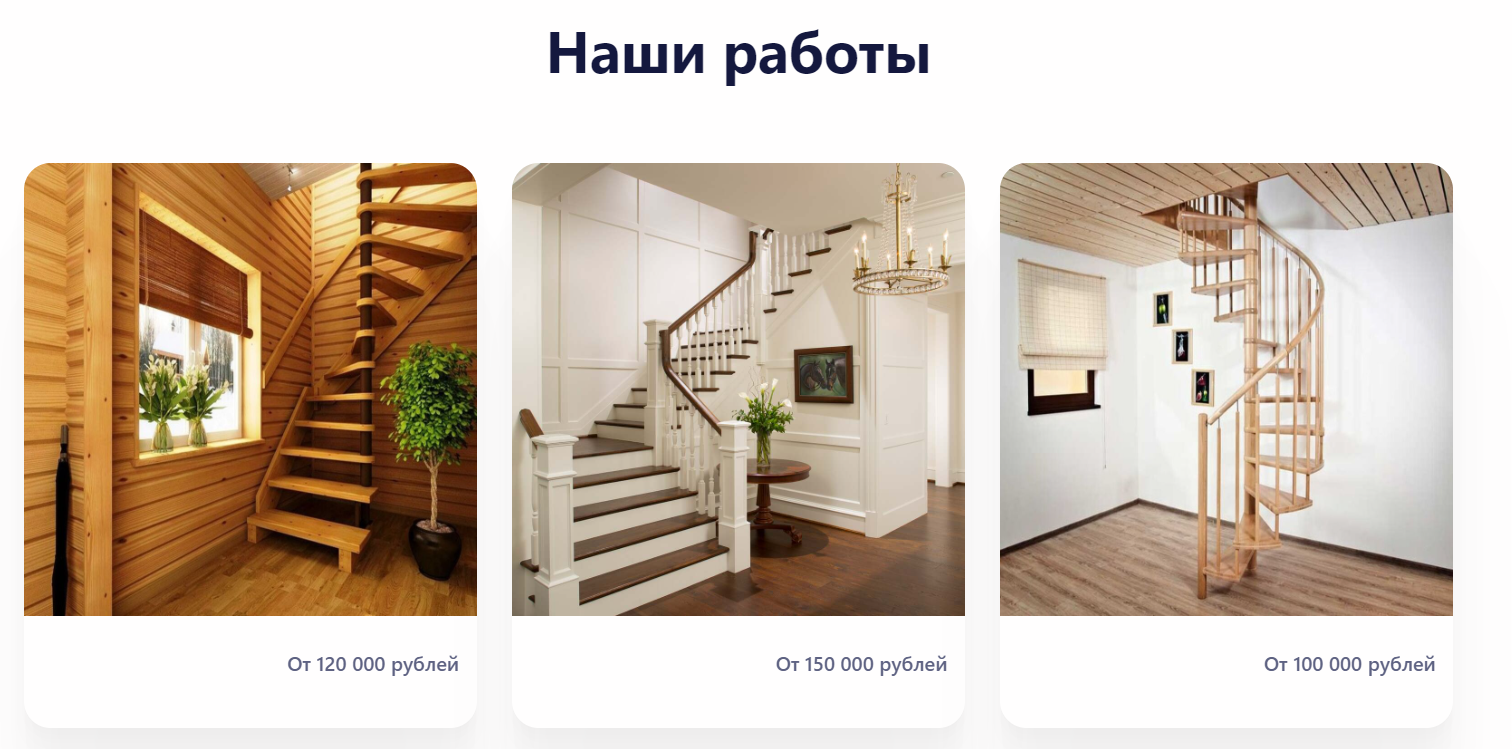 Наши работы
От 120 000 рублей
От 150 000 рублей
От 100 000 рублей